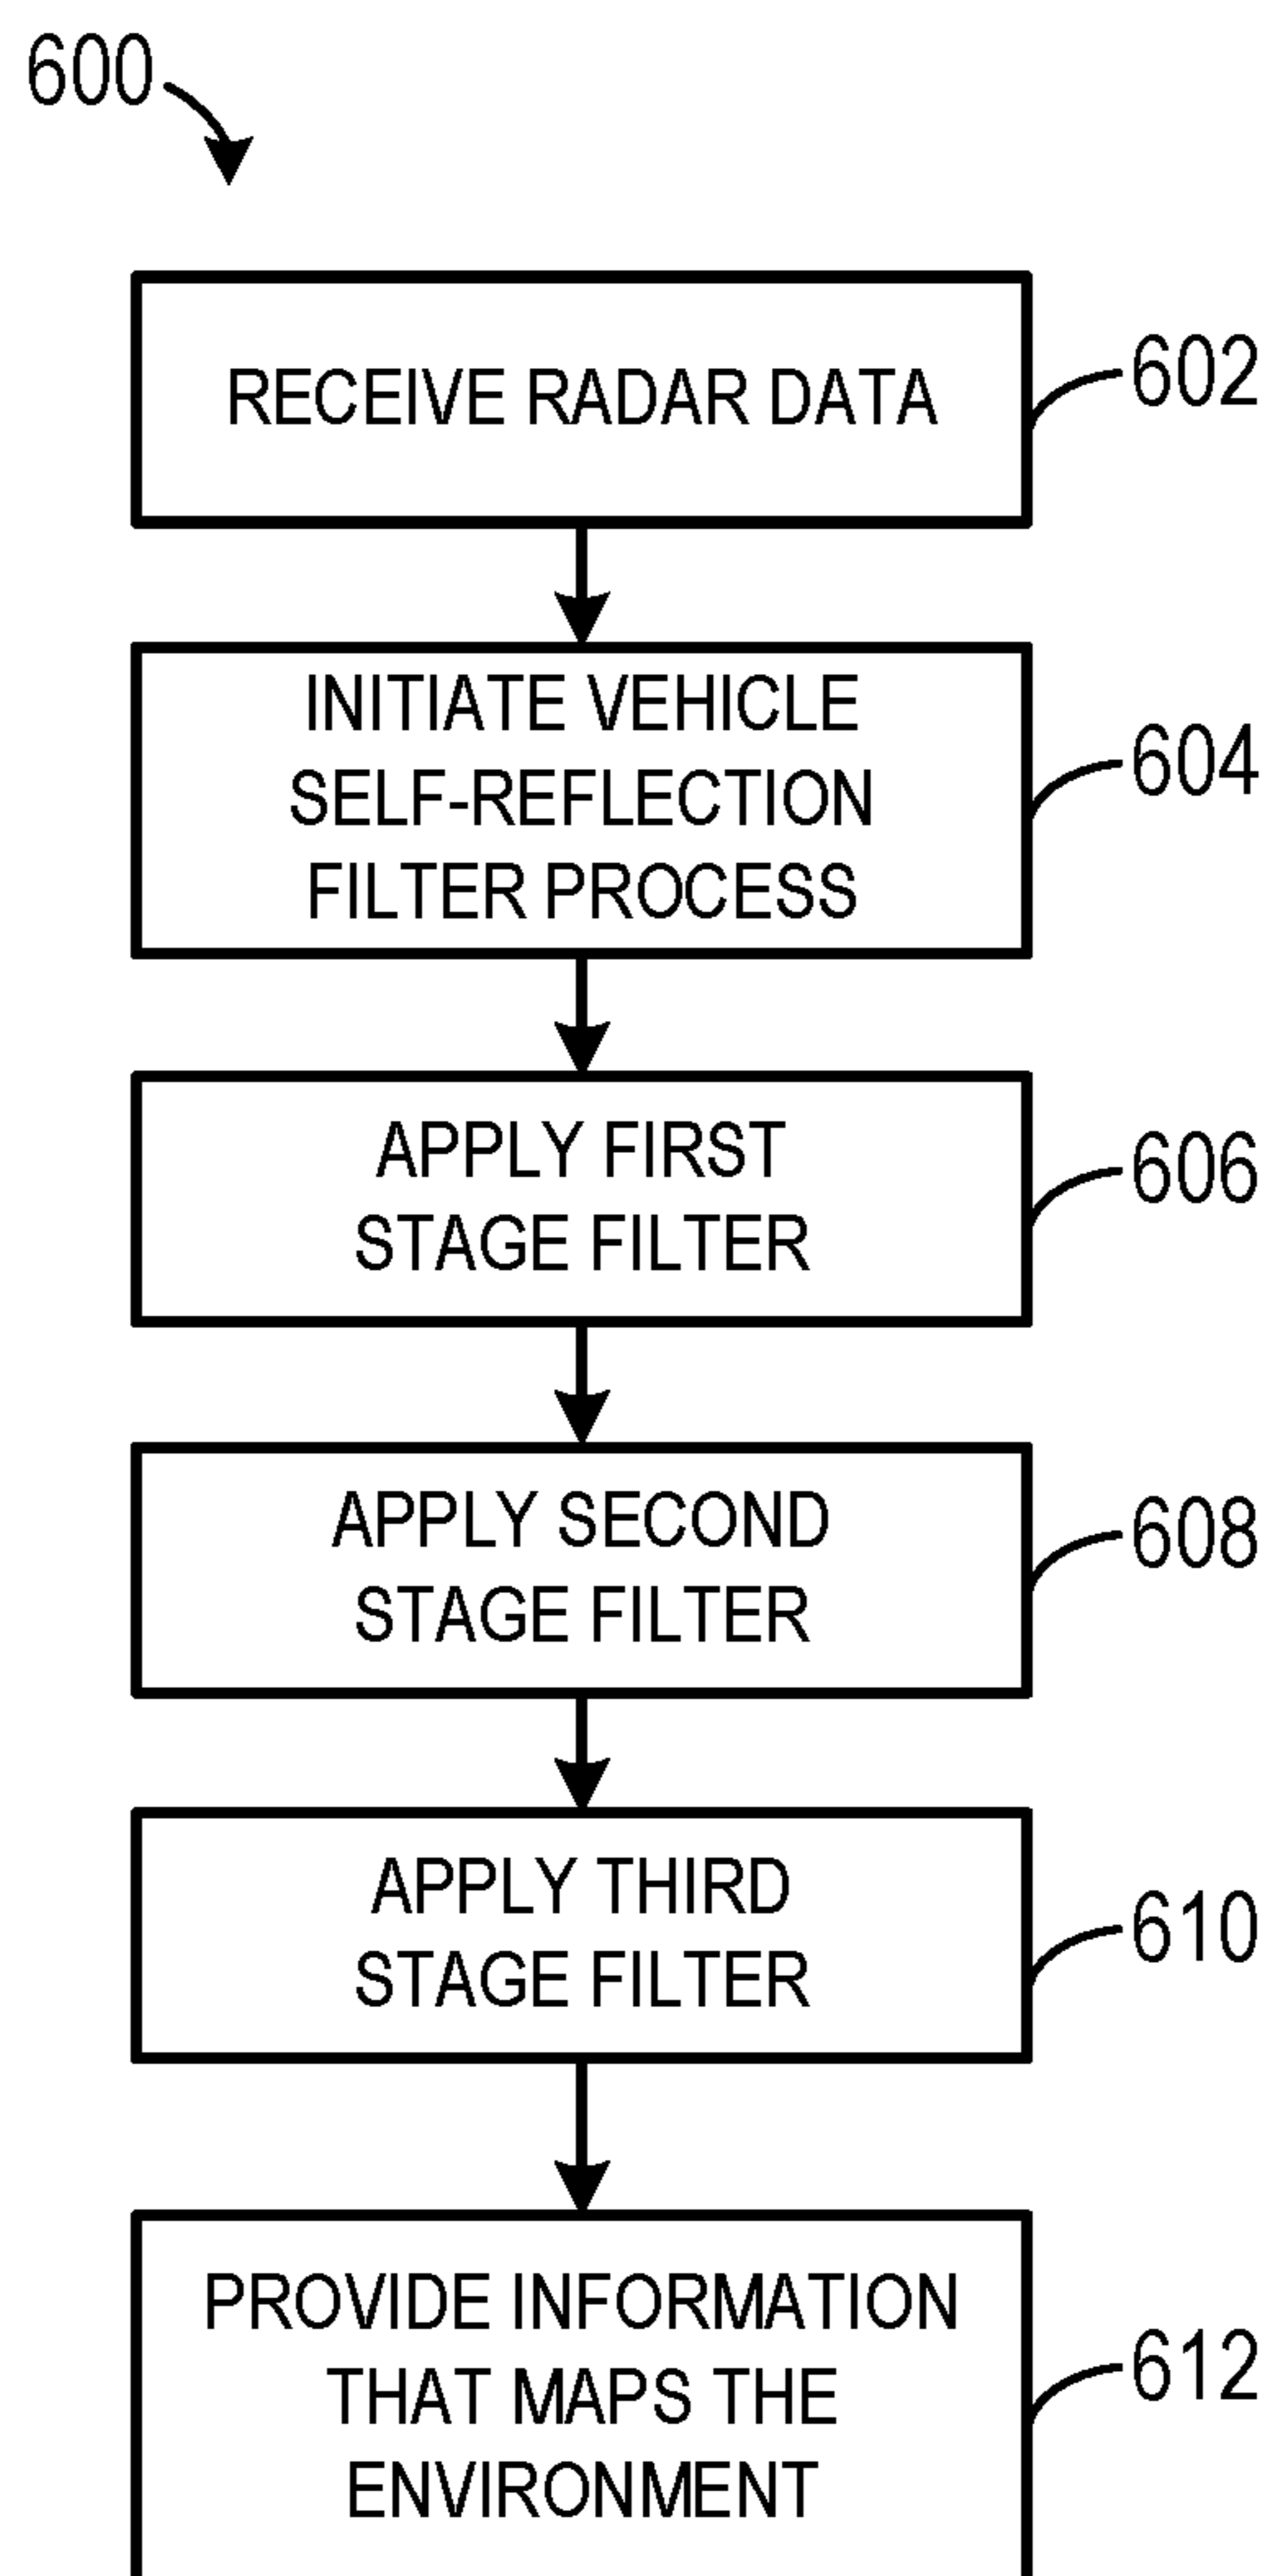 600
RECEIVE RADAR DATA
602
INITIATE VEHICLE
SELF-REFLECTION
FILTER PROCESS
604
APPLY FIRST
STAGE FILTER
606
APPLY SECOND
STAGE FILTER
608
APPLY THIRD
STAGE FILTER
610
PROVIDE INFORMATION
THAT MAPS THE
ENVIRONMENT
612